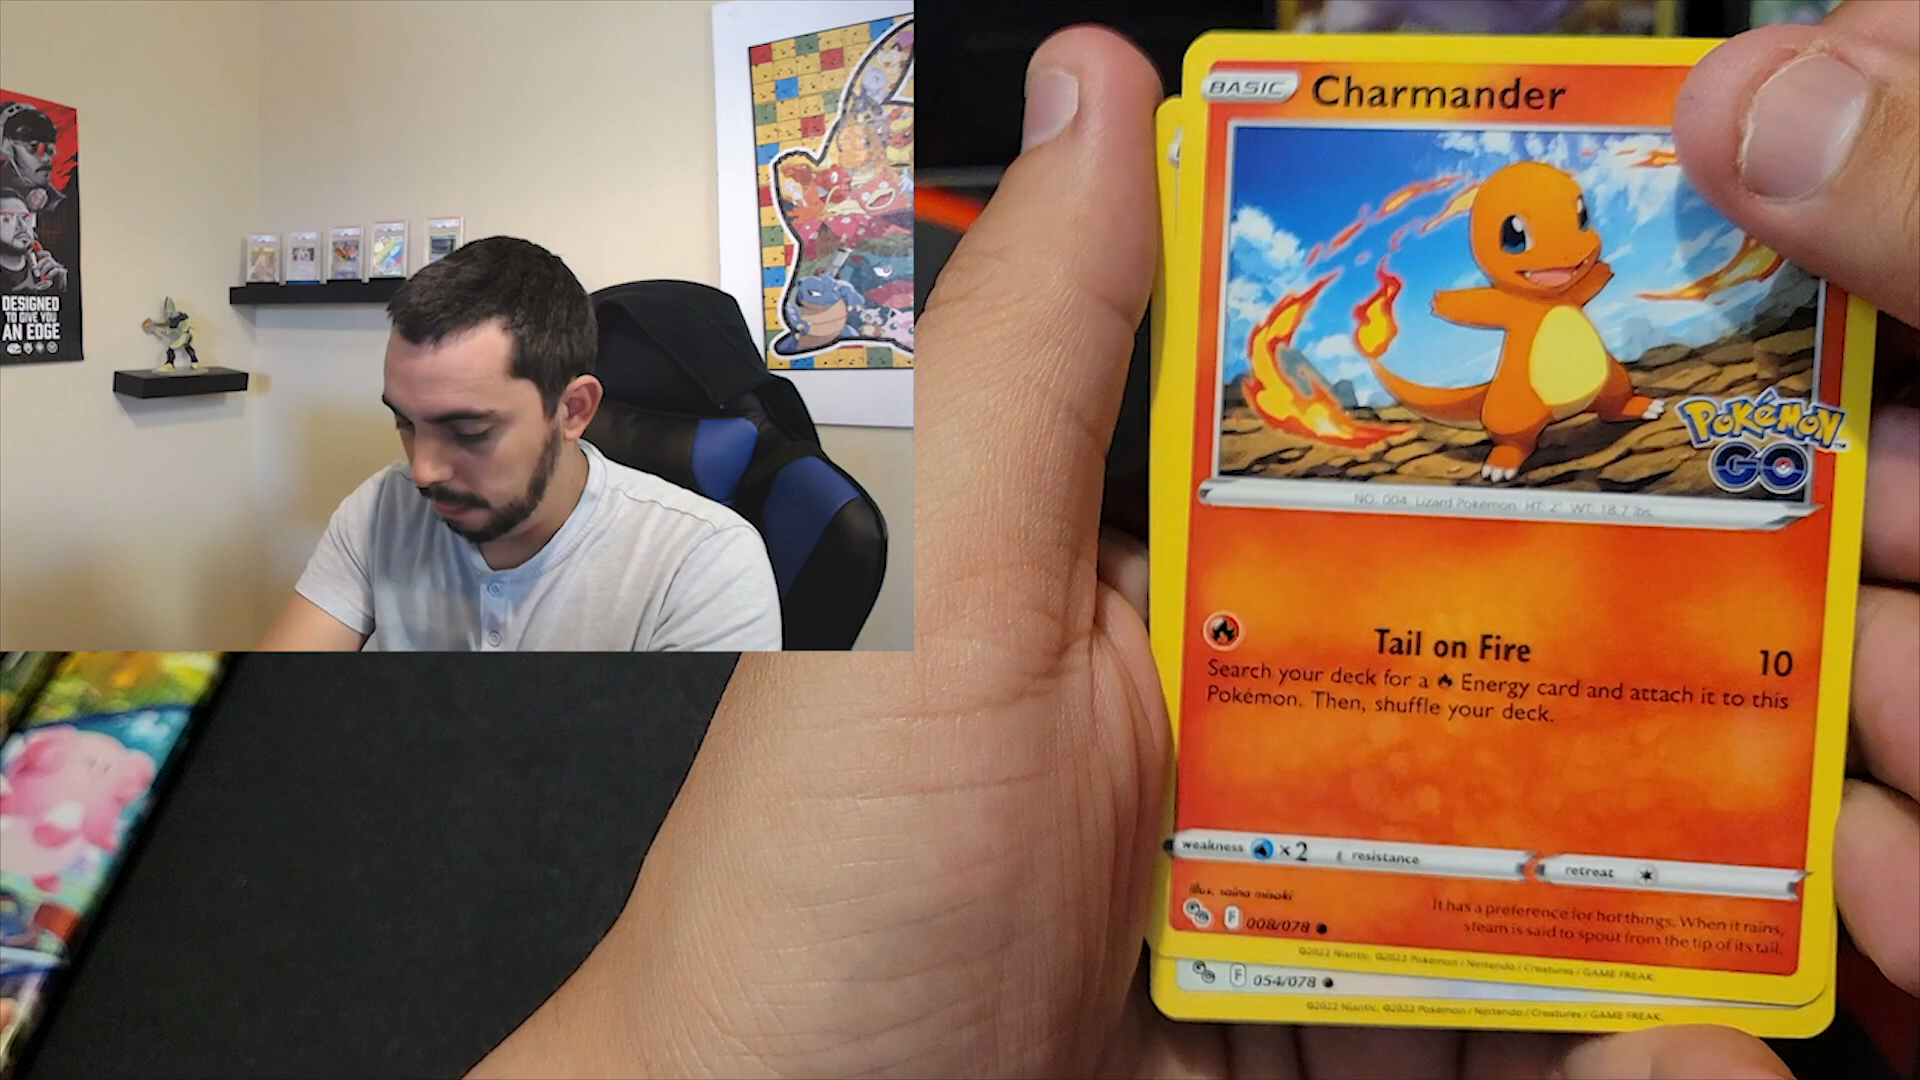 DESIGNED
TO GIVE YOU
AN EDGE
BASIC Charmander
POKÉMON
GO
NO. 004 Lizard Pokémon HT: 2' WT: 18.7 lbs.
Tail on Fire 10
Search your deck for a Energy card and attach it to this
Pokémon. Then, shuffle your deck.
weakness ×2 resistance retreat
illus. saino misaki
F 008/078
It has a preference for hot things. When it rains,
steam is said to spout from the tip of its tail.
©2022 Niantic. ©2022 Pokémon / Nintendo / Creatures / GAME FREAK.
F 054/078
©2022 Niantic. ©2022 Pokémon / Nintendo / Creatures / GAME FREAK.